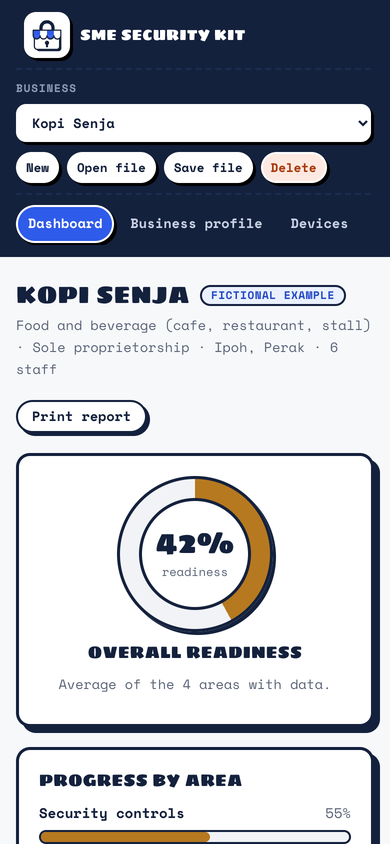 SME SECURITY KIT
BUSINESS
Kopi Senja
New
Open file
Save file
Delete
Dashboard
Business profile
Devices
KOPI SENJA
FICTIONAL EXAMPLE
Food and beverage (cafe, restaurant, stall)
· Sole proprietorship · Ipoh, Perak · 6
staff
Print report
42%
readiness
OVERALL READINESS
Average of the 4 areas with data.
PROGRESS BY AREA
Security controls 55%